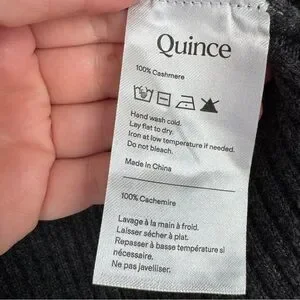 Quince
100% Cashmere
Hand wash cold.
Lay flat to dry.
Iron at low temperature if needed.
Do not bleach.
Made in China
100% Cachemire
Lavage à la main à froid.
Laisser sécher à plat.
Repasser à basse température si
nécessaire.
Ne pas javelliser.